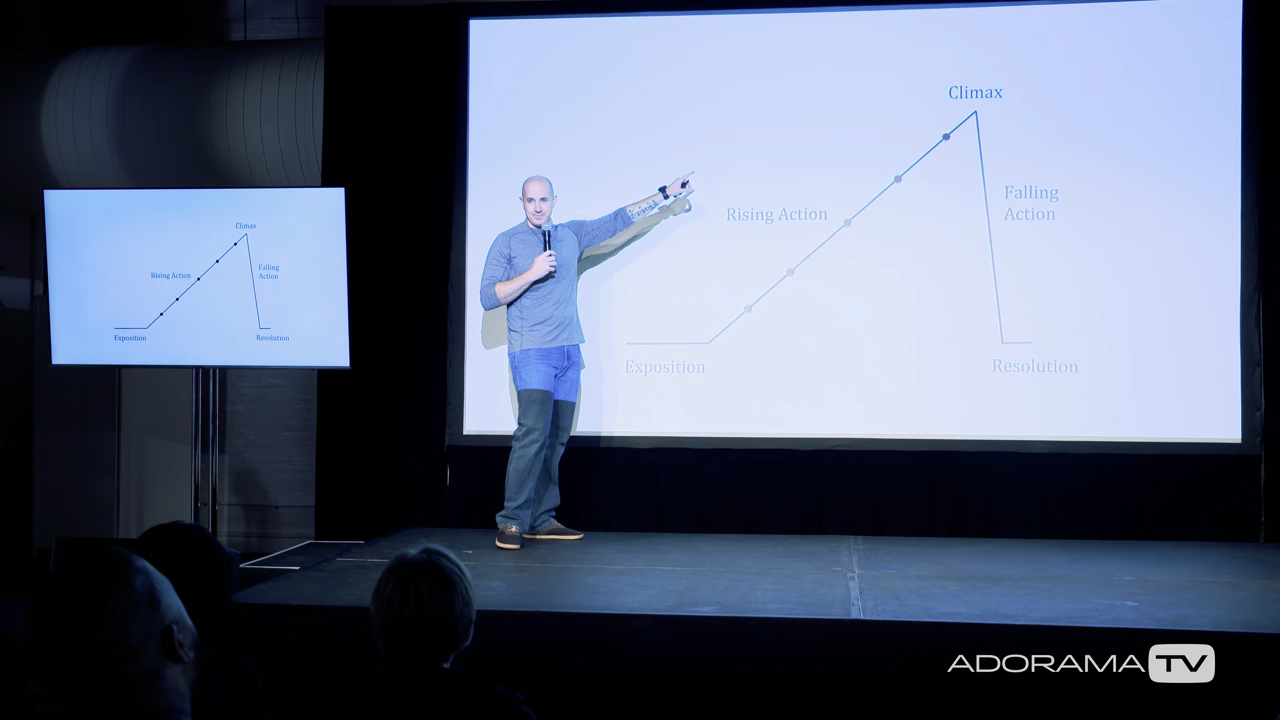 Climax
Rising Action
Falling
Action
Exposition
Resolution
Climax
Rising Action
Falling
Action
Exposition
Resolution
ADORAMA TV